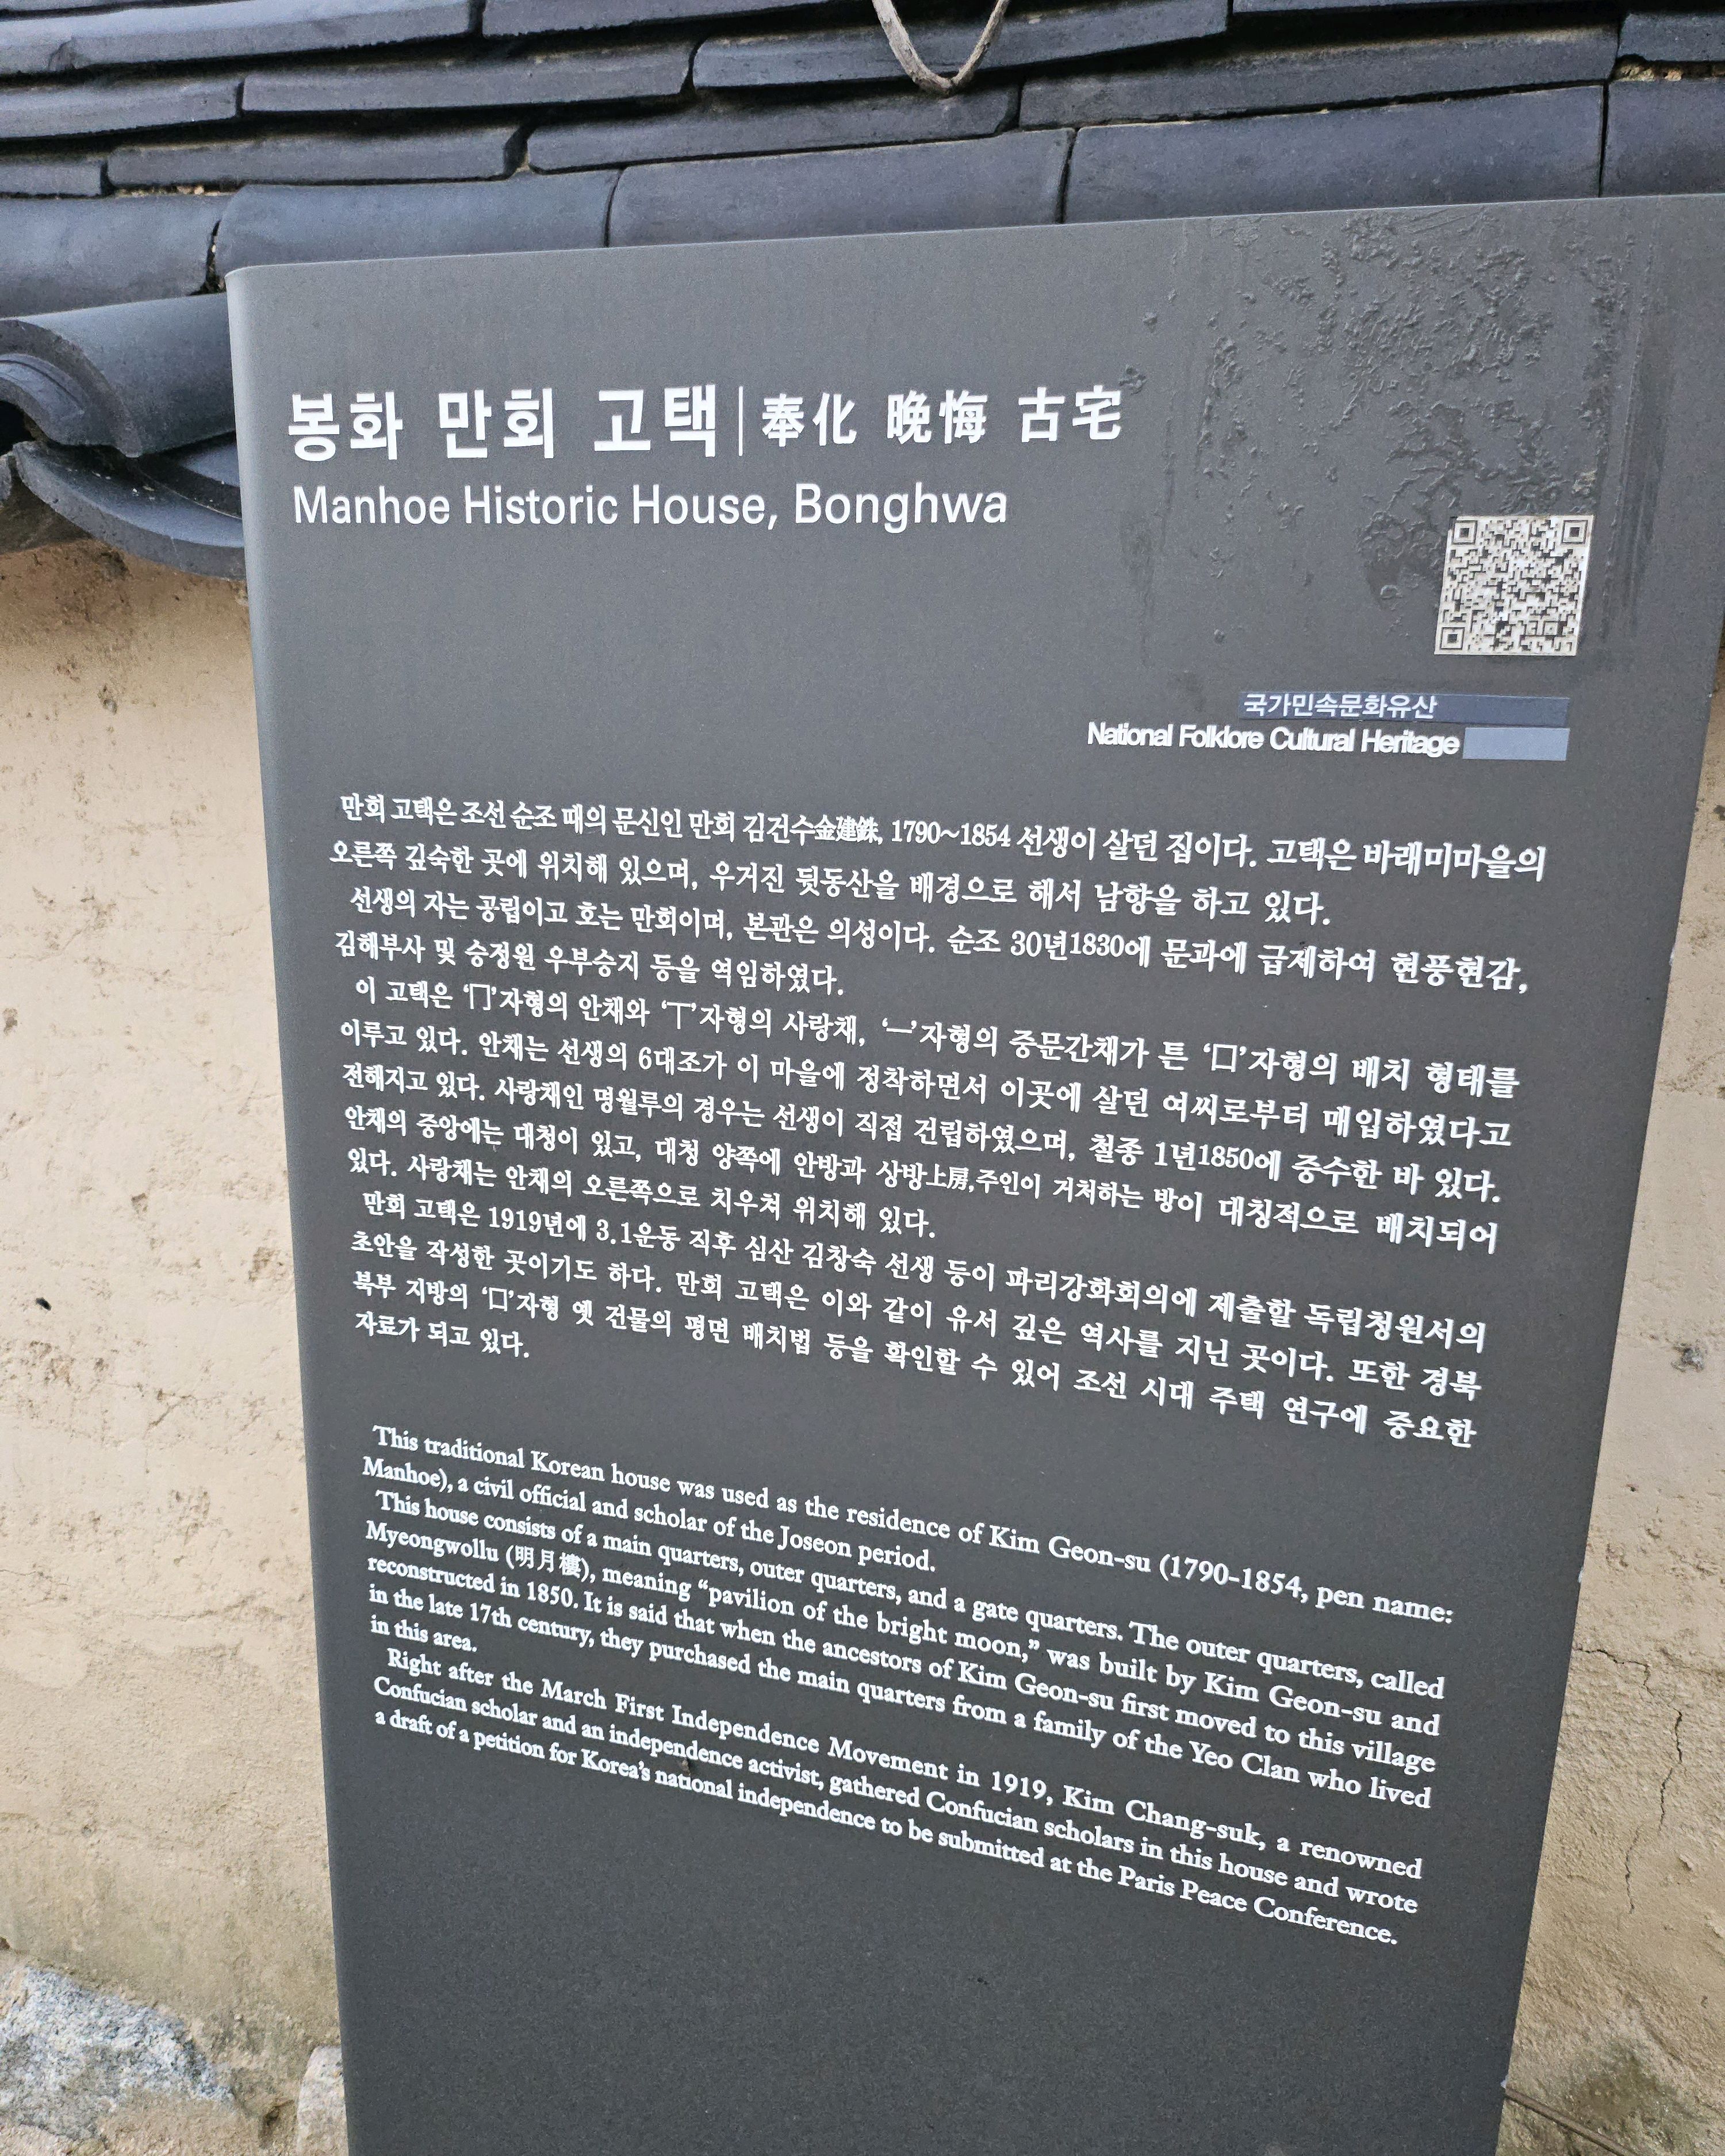 봉화 만회 고택|奉化 晩悔 古宅
Manhoe Historic House, Bonghwa
국가민속문화유산
National Folklore Cultural Heritage
만회 고택은 조선 순조 때의 문신인 만회 김건수金建銖, 1790~1854 선생이 살던 집이다. 고택은 바래미마을의
오른쪽 깊숙한 곳에 위치해 있으며, 우거진 뒷동산을 배경으로 해서 남향을 하고 있다.
선생의 자는 공립이고 호는 만회이며, 본관은 의성이다. 순조 30년1830에 문과에 급제하여 현풍현감,
김해부사 및 승정원 우부승지 등을 역임하였다.
이 고택은 ‘冂’자형의 안채와 ‘丅’자형의 사랑채, ‘一’자형의 중문간채가 튼 ‘口’자형의 배치 형태를
이루고 있다. 안채는 선생의 6대조가 이 마을에 정착하면서 이곳에 살던 여씨로부터 매입하였다고
전해지고 있다. 사랑채인 명월루의 경우는 선생이 직접 건립하였으며, 철종 1년1850에 중수한 바 있다.
안채의 중앙에는 대청이 있고, 대청 양쪽에 안방과 상방上房,주인이 거처하는 방이 대칭적으로 배치되어
있다. 사랑채는 안채의 오른쪽으로 치우쳐 위치해 있다.
만회 고택은 1919년에 3.1운동 직후 심산 김창숙 선생 등이 파리강화회의에 제출할 독립청원서의
초안을 작성한 곳이기도 하다. 만회 고택은 이와 같이 유서 깊은 역사를 지닌 곳이다. 또한 경북
북부 지방의 ‘口’자형 옛 건물의 평면 배치법 등을 확인할 수 있어 조선 시대 주택 연구에 중요한
자료가 되고 있다.
This traditional Korean house was used as the residence of Kim Geon-su (1790-1854, pen name:
Manhoe), a civil official and scholar of the Joseon period.
This house consists of a main quarters, outer quarters, and a gate quarters. The outer quarters, called
Myeongwollu (明月樓), meaning “pavilion of the bright moon,” was built by Kim Geon-su and
reconstructed in 1850. It is said that when the ancestors of Kim Geon-su first moved to this village
in the late 17th century, they purchased the main quarters from a family of the Yeo Clan who lived
in this area.
Right after the March First Independence Movement in 1919, Kim Chang-suk, a renowned
Confucian scholar and an independence activist, gathered Confucian scholars in this house and wrote
a draft of a petition for Korea’s national independence to be submitted at the Paris Peace Conference.